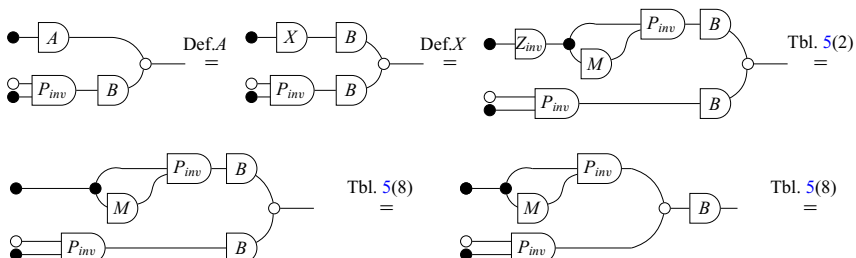 A Def.A X B Def.X Z_inv M P_inv B Tbl. 5(2)
= = =
P_inv B P_inv B P_inv B
M P_inv B Tbl. 5(8) M P_inv B Tbl. 5(8)
= =
P_inv B P_inv